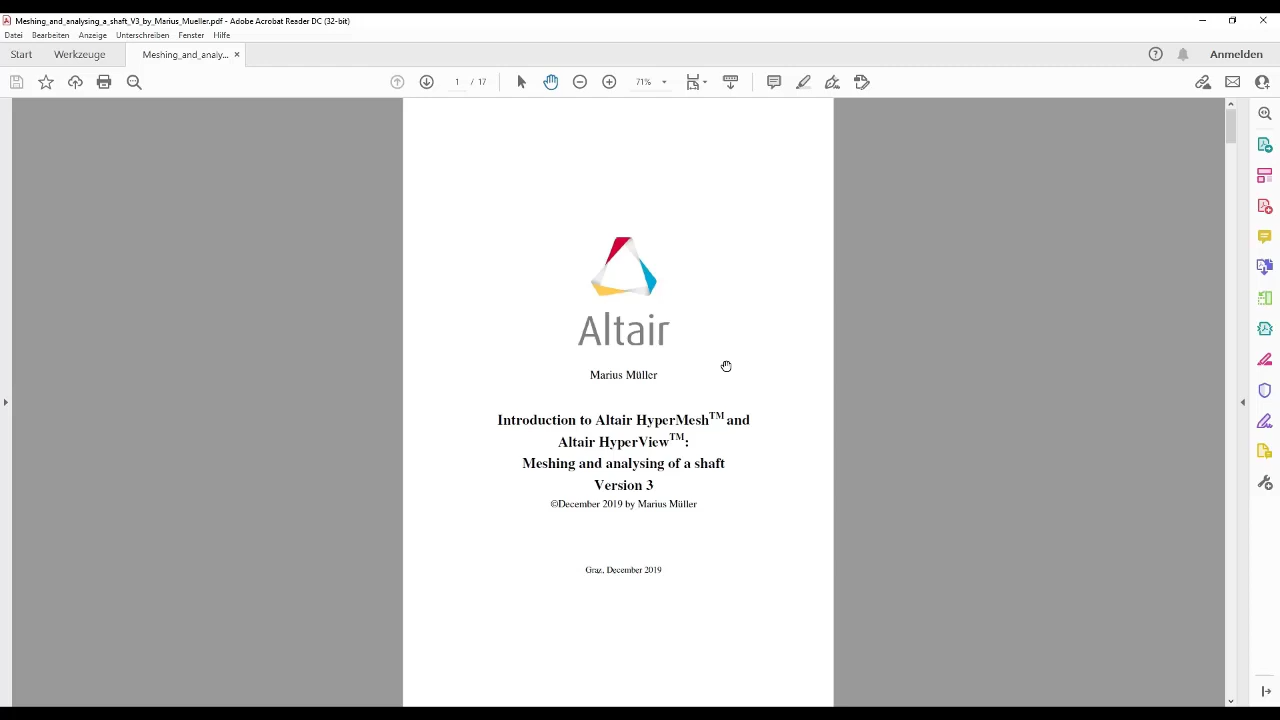 Meshing_and_analysing_a_shaft_V3_by_Marius_Mueller.pdf - Adobe Acrobat Reader DC (32-bit)
Datei Bearbeiten Anzeige Unterschreiben Fenster Hilfe
Start Werkzeuge Meshing_and_analy... × Anmelden
1 / 17 71%
Altair
Marius Müller
Introduction to Altair HyperMesh™ and
Altair HyperView™:
Meshing and analysing of a shaft
Version 3
©December 2019 by Marius Müller
Graz, December 2019